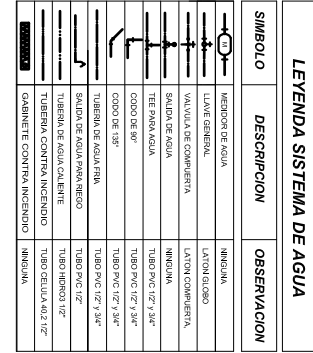 LEYENDA SISTEMA DE AGUA
SIMBOLO DESCRIPCION OBSERVACION
M MEDIDOR DE AGUA NINGUNA
LLAVE GENERAL LATON GLOBO
VALVULA DE COMPUERTA LATON COMPUERTA.
SALIDA DE AGUA NINGUNA
TEE PARA AGUA TUBO PVC 1/2" y 3/4"
CODO DE 90° TUBO PVC 1/2" y 3/4"
CODO DE 135° TUBO PVC 1/2" y 3/4"
TUBERIA DE AGUA FRIA TUBO PVC 1/2" y 3/4"
SALIDA DE AGUA PARA RIEGO TUBO PVC 1/2"
TUBERIA DE AGUA CALIENTE TUBO HIDRO3 1/2"
TUBERIA CONTRA INCENDIO TUBO CELULA 40,2 1/2"
GABINETE CONTRA INCENDIO NINGUNA